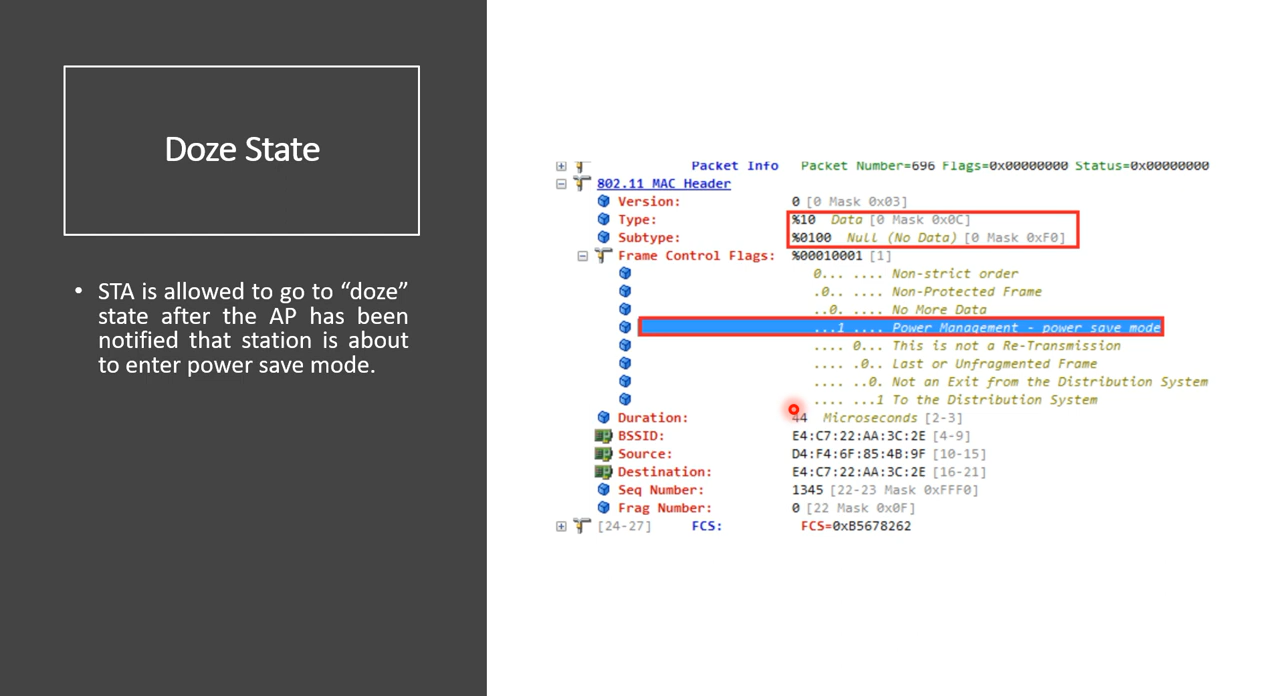 Doze State
• STA is allowed to go to “doze”
state after the AP has been
notified that station is about
to enter power save mode.
Packet Info Packet Number=696 Flags=0x00000000 Status=0x00000000
802.11 MAC Header
Version: 0 [0 Mask 0x03]
Type: %10 Data [0 Mask 0x0C]
Subtype: %0100 Null (No Data) [0 Mask 0xF0]
Frame Control Flags: %00010001 [1]
0... .... Non-strict order
.0.. .... Non-Protected Frame
..0. .... No More Data
...1 .... Power Management - power save mode
.... 0... This is not a Re-Transmission
.... .0.. Last or Unfragmented Frame
.... ..0. Not an Exit from the Distribution System
.... ...1 To the Distribution System
Duration: 44 Microseconds [2-3]
BSSID: E4:C7:22:AA:3C:2E [4-9]
Source: D4:F4:6F:85:4B:9F [10-15]
Destination: E4:C7:22:AA:3C:2E [16-21]
Seq Number: 1345 [22-23 Mask 0xFFF0]
Frag Number: 0 [22 Mask 0x0F]
[24-27] FCS: FCS=0xB5678262